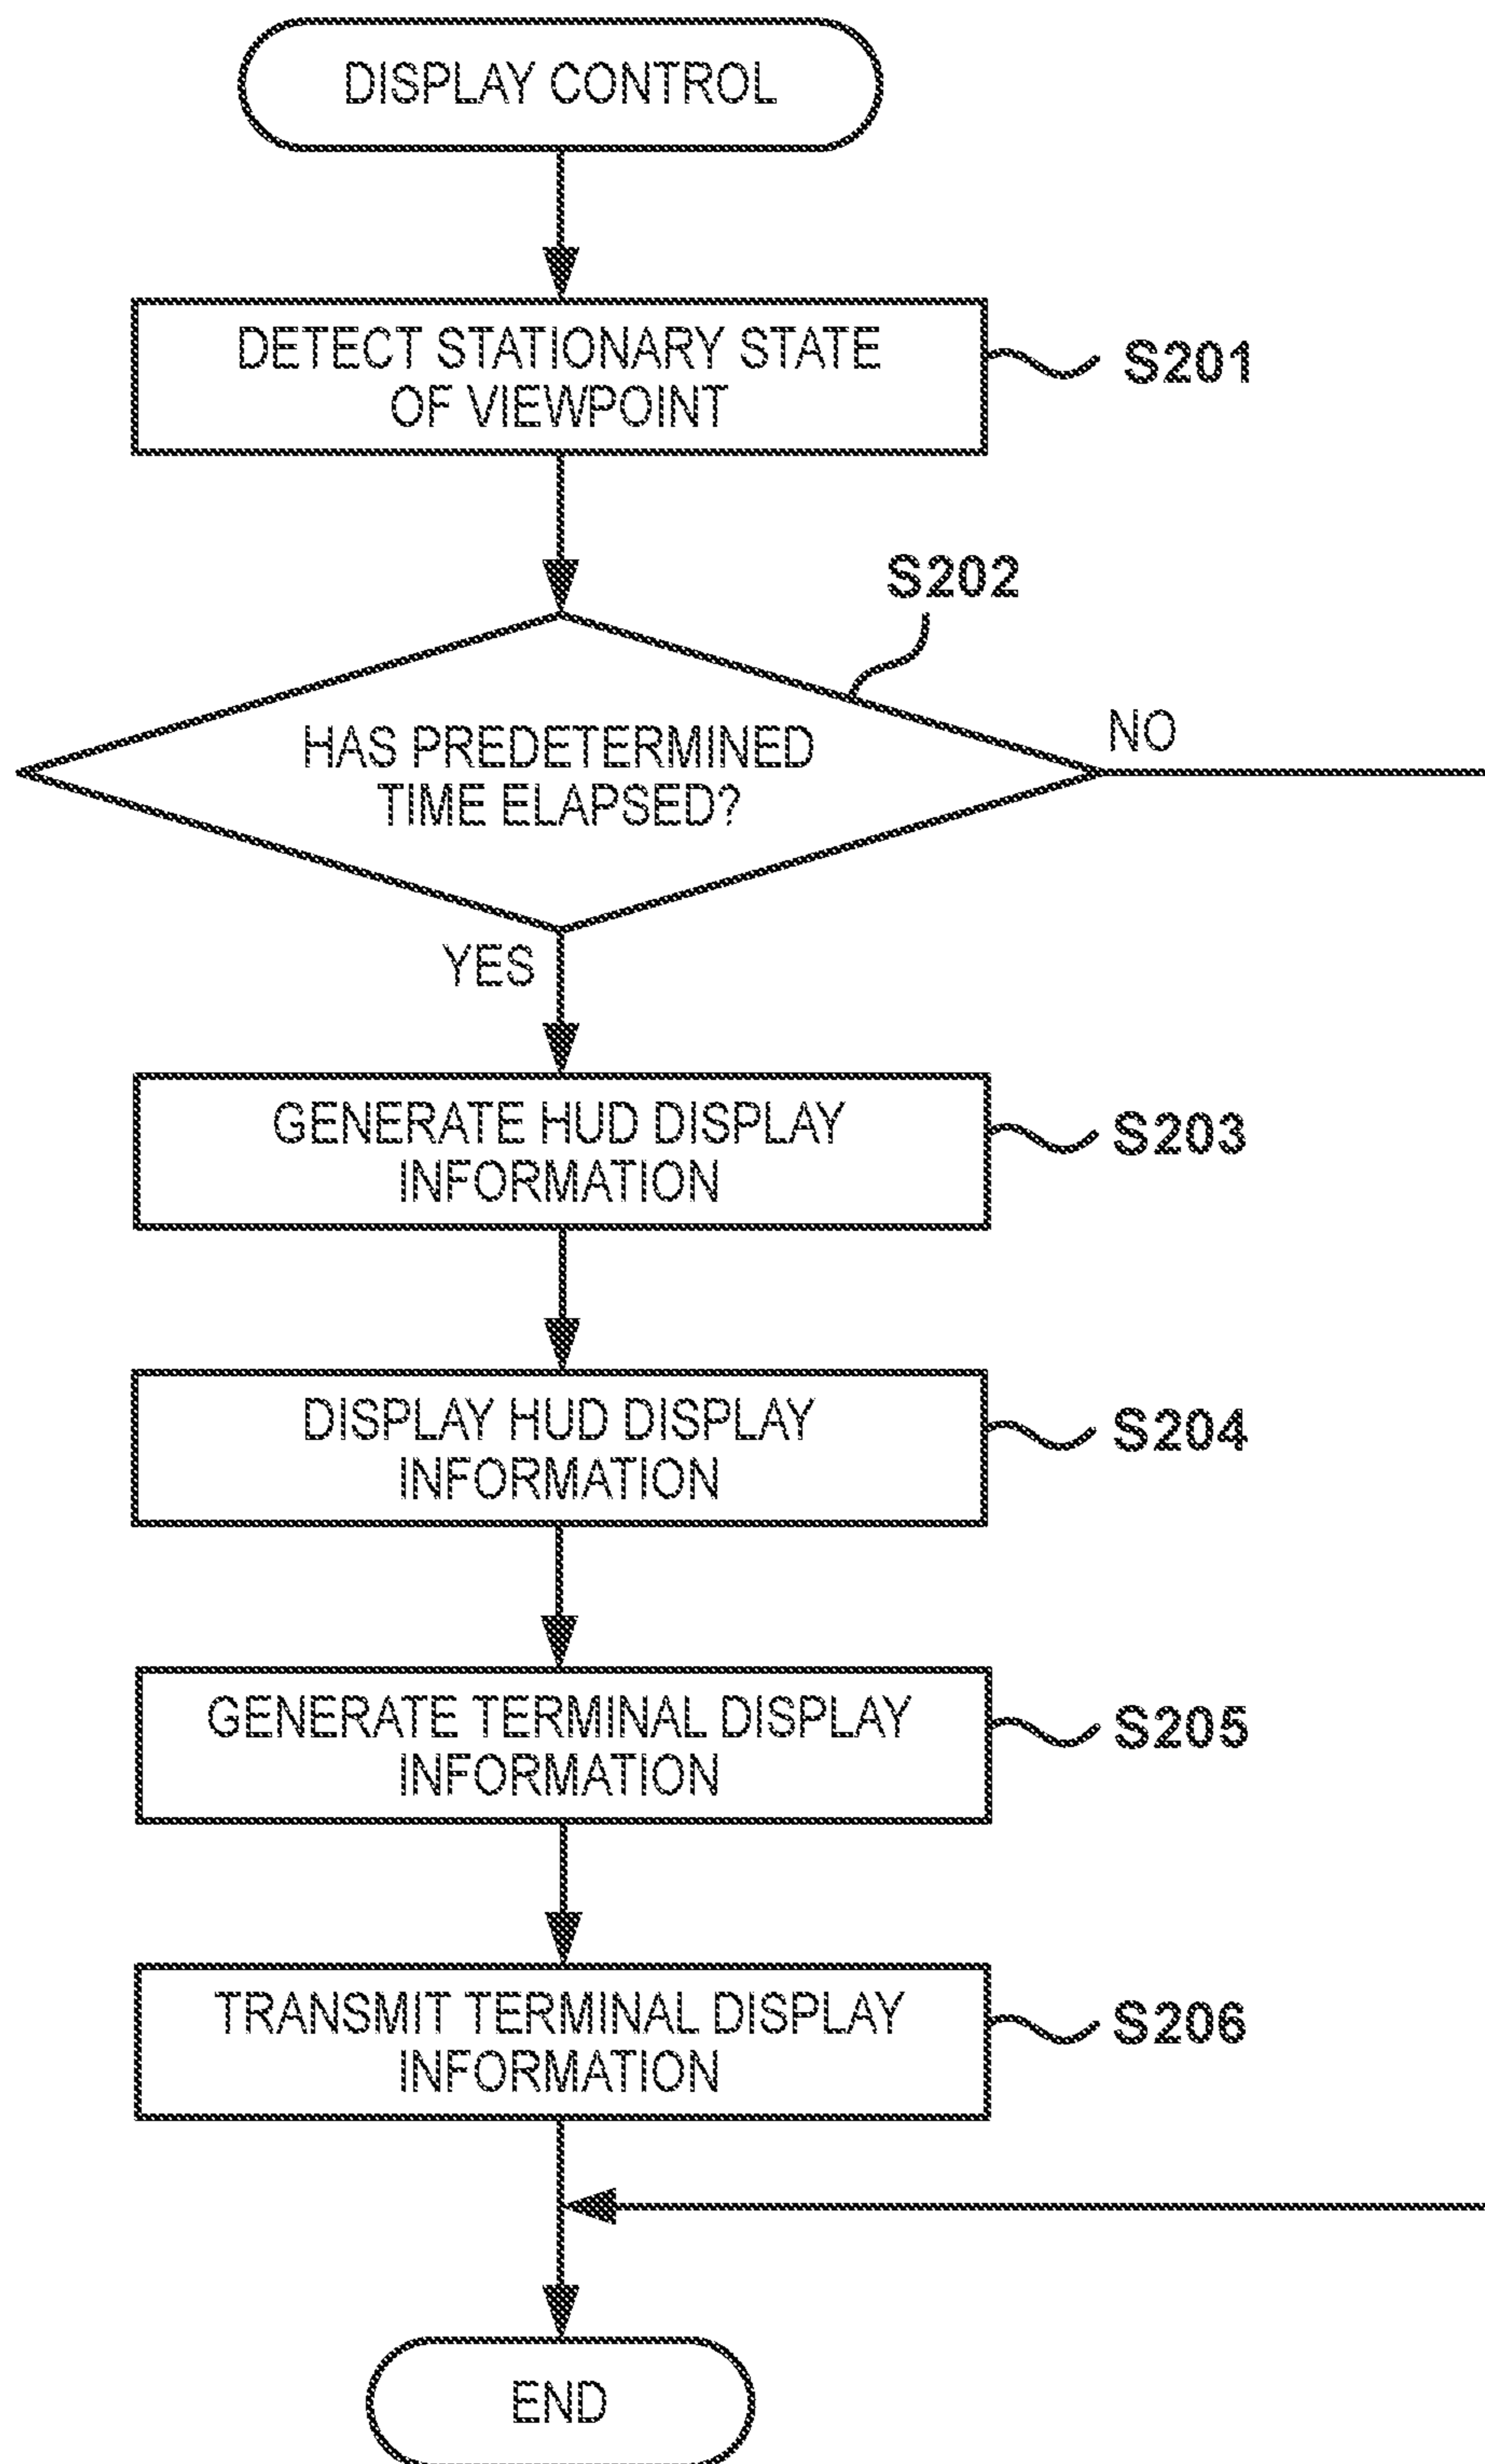 DISPLAY CONTROL
DETECT STATIONARY STATE
OF VIEWPOINT
S201
S202
HAS PREDETERMINED
TIME ELAPSED?
NO
YES
GENERATE HUD DISPLAY
INFORMATION
S203
DISPLAY HUD DISPLAY
INFORMATION
S204
GENERATE TERMINAL DISPLAY
INFORMATION
S205
TRANSMIT TERMINAL DISPLAY
INFORMATION
S206
END